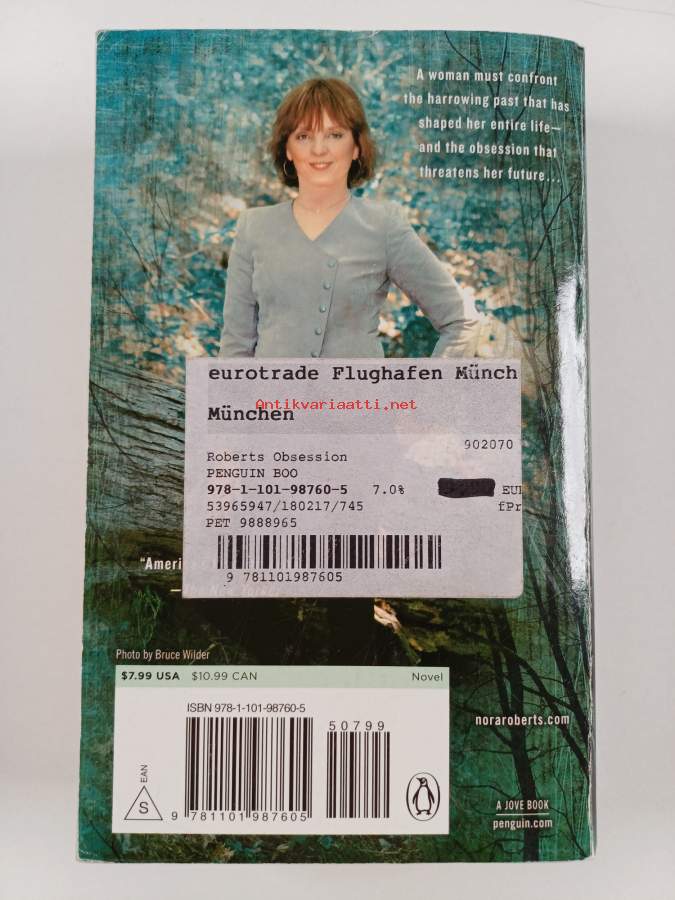 A woman must confront
the harrowing past that has
shaped her entire life—
and the obsession that
threatens her future...
eurotrade Flughafen Münch
Antikvariaatti.net
München
902070
Roberts Obsession
PENGUIN BOO
978-1-101-98760-5 7.0% EU
53965947/180217/745 fPr
PET 9888965
9 781101987605
"Ameri
Photo by Bruce Wilder
$7.99 USA $10.99 CAN Novel
ISBN 978-1-101-98760-5
50799
EAN
S
9 781101 987605
noraroberts.com
A JOVE BOOK
penguin.com